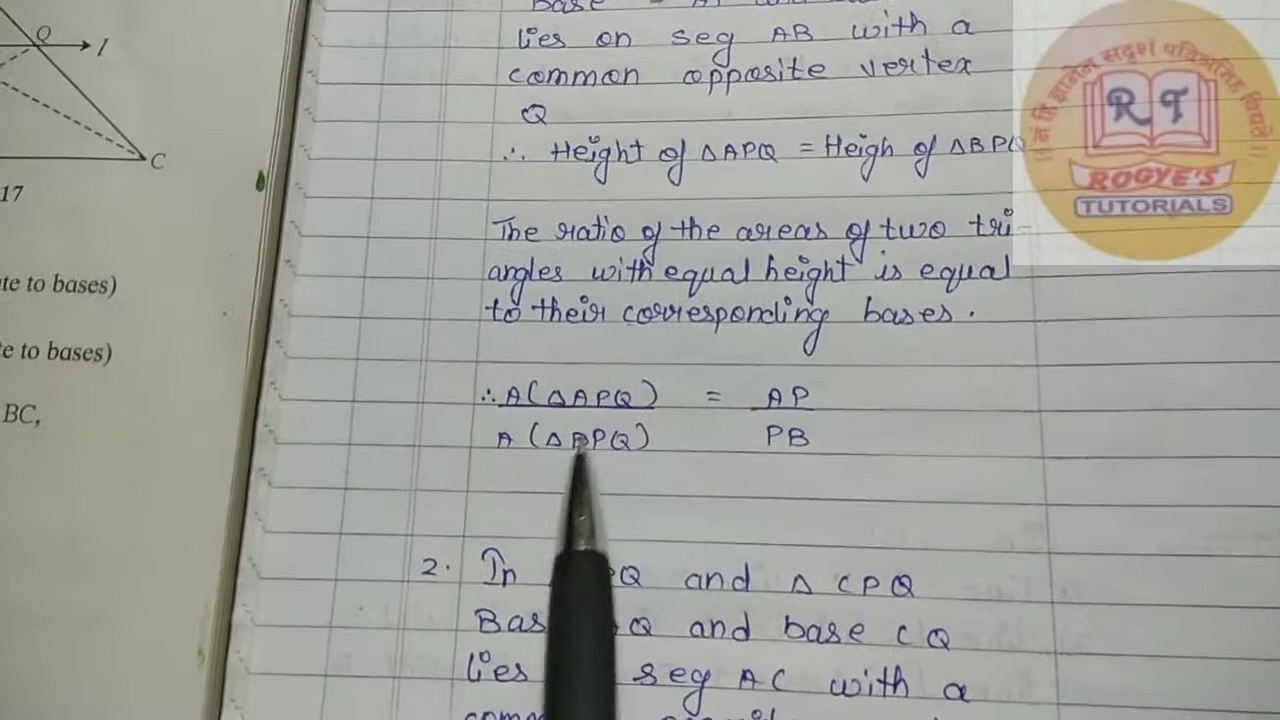 Q
l
C
17
te to bases)
e to bases)
BC,
Base
lies on seg AB with a
common opposite vertex
Q
∴ Height of △APQ = Heigh of △BPQ
The ratio of the areas of two tri-
angles with equal height is equal
to their corresponding bases.
∴ A(△APQ) = AP
A (△BPQ) PB
2. In Q and △ CPQ
Bas Q and base CQ
lies seg AC with a
RT
ROGYE'S
TUTORIALS